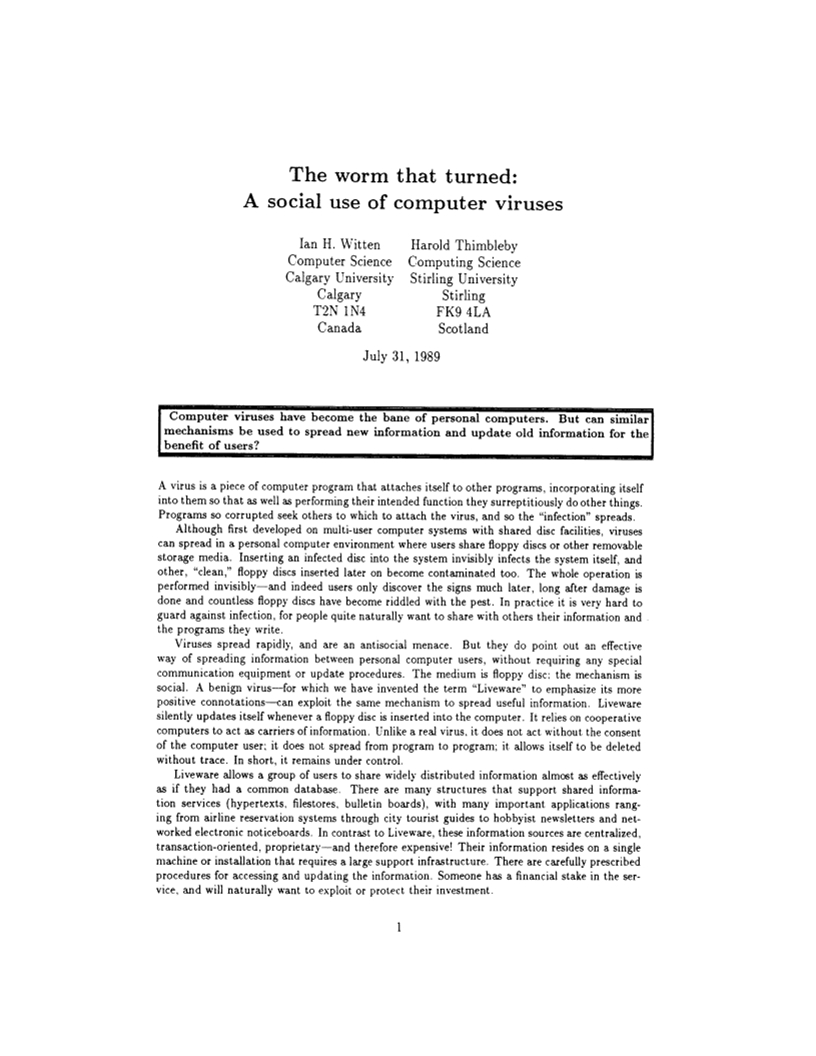 The worm that turned:
A social use of computer viruses
Ian H. Witten
Computer Science
Calgary University
Calgary
T2N 1N4
Canada
Harold Thimbleby
Computing Science
Stirling University
Stirling
FK9 4LA
Scotland
July 31, 1989
Computer viruses have become the bane of personal computers. But can similar
mechanisms be used to spread new information and update old information for the
benefit of users?
A virus is a piece of computer program that attaches itself to other programs, incorporating itself
into them so that as well as performing their intended function they surreptitiously do other things.
Programs so corrupted seek others to which to attach the virus, and so the “infection” spreads.
Although first developed on multi-user computer systems with shared disc facilities, viruses
can spread in a personal computer environment where users share floppy discs or other removable
storage media. Inserting an infected disc into the system invisibly infects the system itself, and
other, “clean,” floppy discs inserted later on become contaminated too. The whole operation is
performed invisibly—and indeed users only discover the signs much later, long after damage is
done and countless floppy discs have become riddled with the pest. In practice it is very hard to
guard against infection, for people quite naturally want to share with others their information and
the programs they write.
Viruses spread rapidly, and are an antisocial menace. But they do point out an effective
way of spreading information between personal computer users, without requiring any special
communication equipment or update procedures. The medium is floppy disc; the mechanism is
social. A benign virus—for which we have invented the term “Liveware” to emphasize its more
positive connotations—can exploit the same mechanism to spread useful information. Liveware
silently updates itself whenever a floppy disc is inserted into the computer. It relies on cooperative
computers to act as carriers of information. Unlike a real virus, it does not act without the consent
of the computer user; it does not spread from program to program; it allows itself to be deleted
without trace. In short, it remains under control.
Liveware allows a group of users to share widely distributed information almost as effectively
as if they had a common database. There are many structures that support shared informa-
tion services (hypertexts, filestores, bulletin boards), with many important applications rang-
ing from airline reservation systems through city tourist guides to hobbyist newsletters and net-
worked electronic noticeboards. In contrast to Liveware, these information sources are centralized,
transaction-oriented, proprietary—and therefore expensive! Their information resides on a single
machine or installation that requires a large support infrastructure. There are carefully prescribed
procedures for accessing and updating the information. Someone has a financial stake in the ser-
vice, and will naturally want to exploit or protect their investment.
1